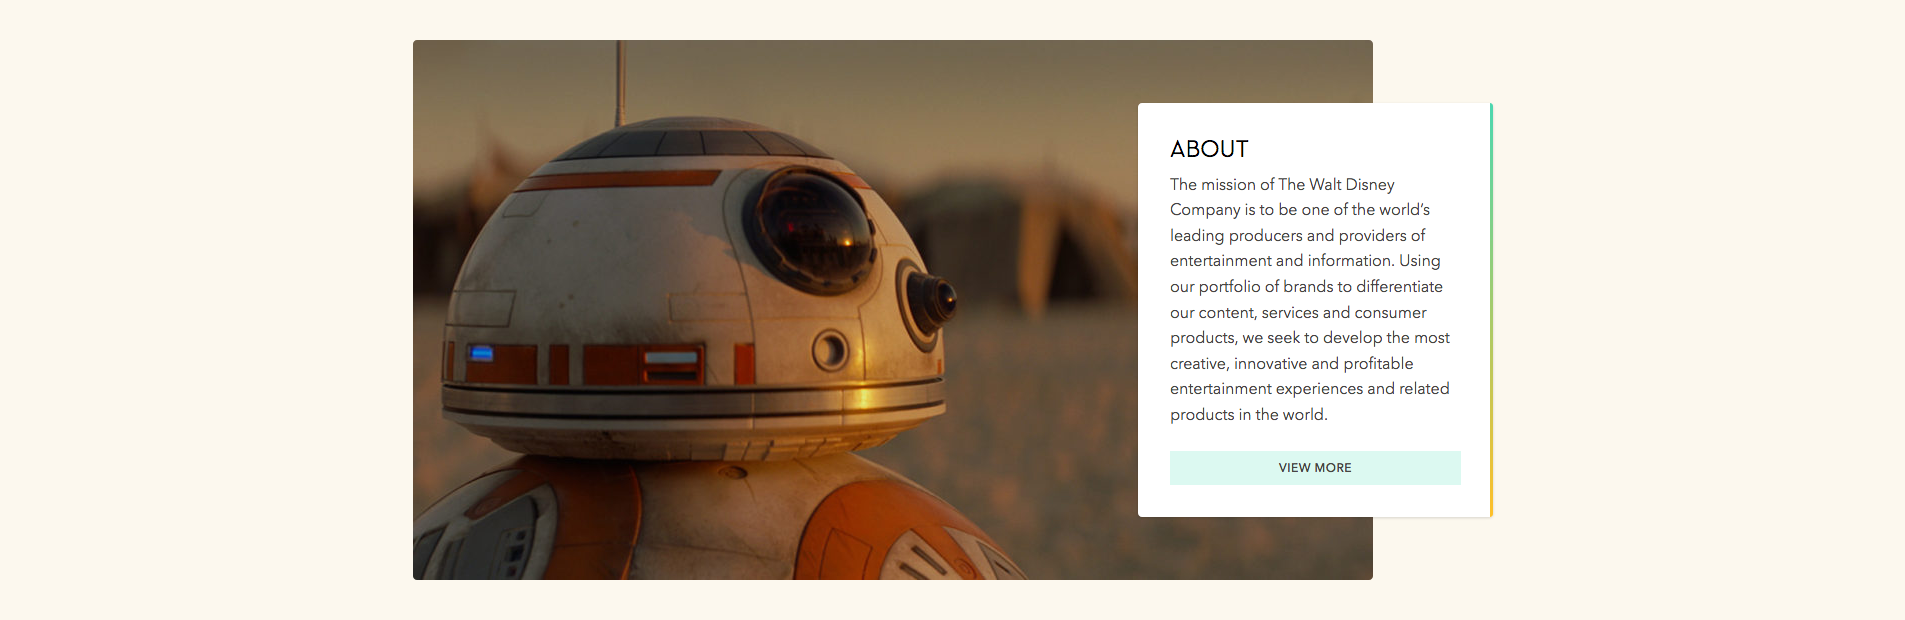 ABOUT
The mission of The Walt Disney
Company is to be one of the world’s
leading producers and providers of
entertainment and information. Using
our portfolio of brands to differentiate
our content, services and consumer
products, we seek to develop the most
creative, innovative and profitable
entertainment experiences and related
products in the world.
VIEW MORE